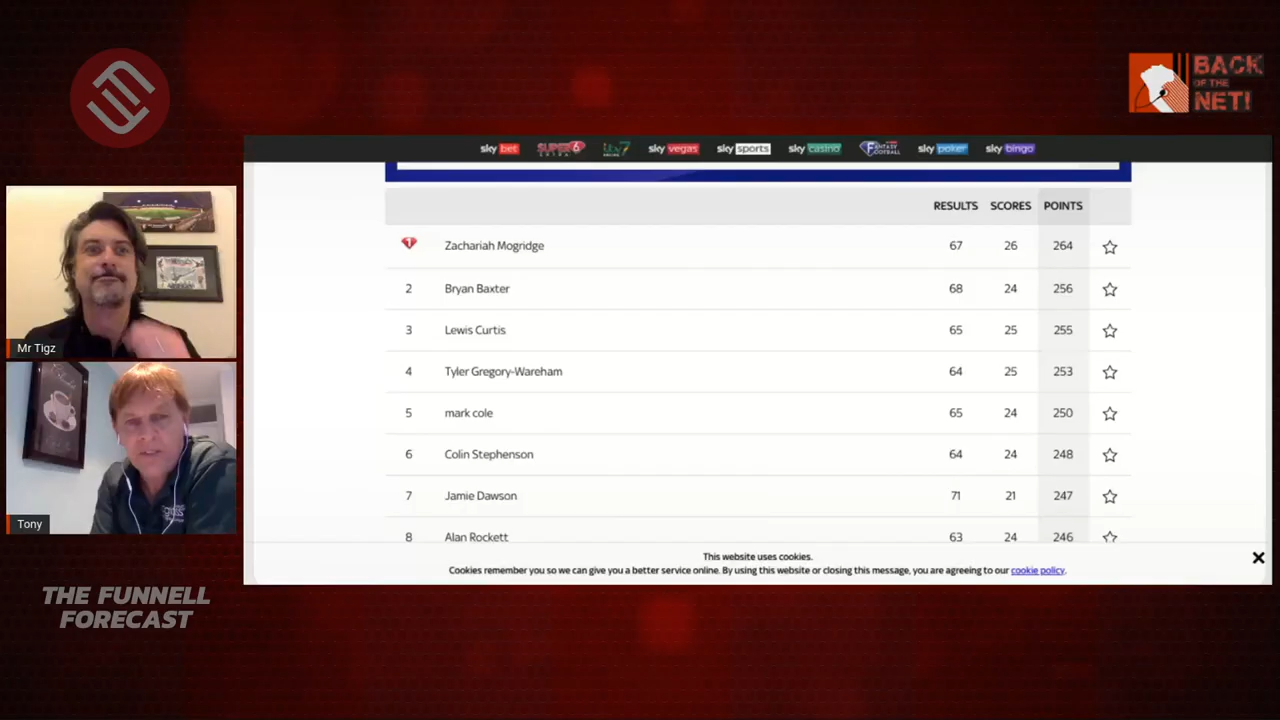 BACK
OF THE
NET!
sky bet
SUPER 6
EXTRA
itv7
sky vegas
sky sports
sky casino
FANTASY
FOOTBALL
sky poker
sky bingo
RESULTS SCORES POINTS
1 Zachariah Mogridge 67 26 264
2 Bryan Baxter 68 24 256
3 Lewis Curtis 65 25 255
4 Tyler Gregory-Wareham 64 25 253
5 mark cole 65 24 250
6 Colin Stephenson 64 24 248
7 Jamie Dawson 71 21 247
8 Alan Rockett 63 24 246
This website uses cookies.
Cookies remember you so we can give you a better service online. By using this website or closing this message, you are agreeing to our cookie policy.
Mr Tigz
Tony
THE FUNNELL
FORECAST